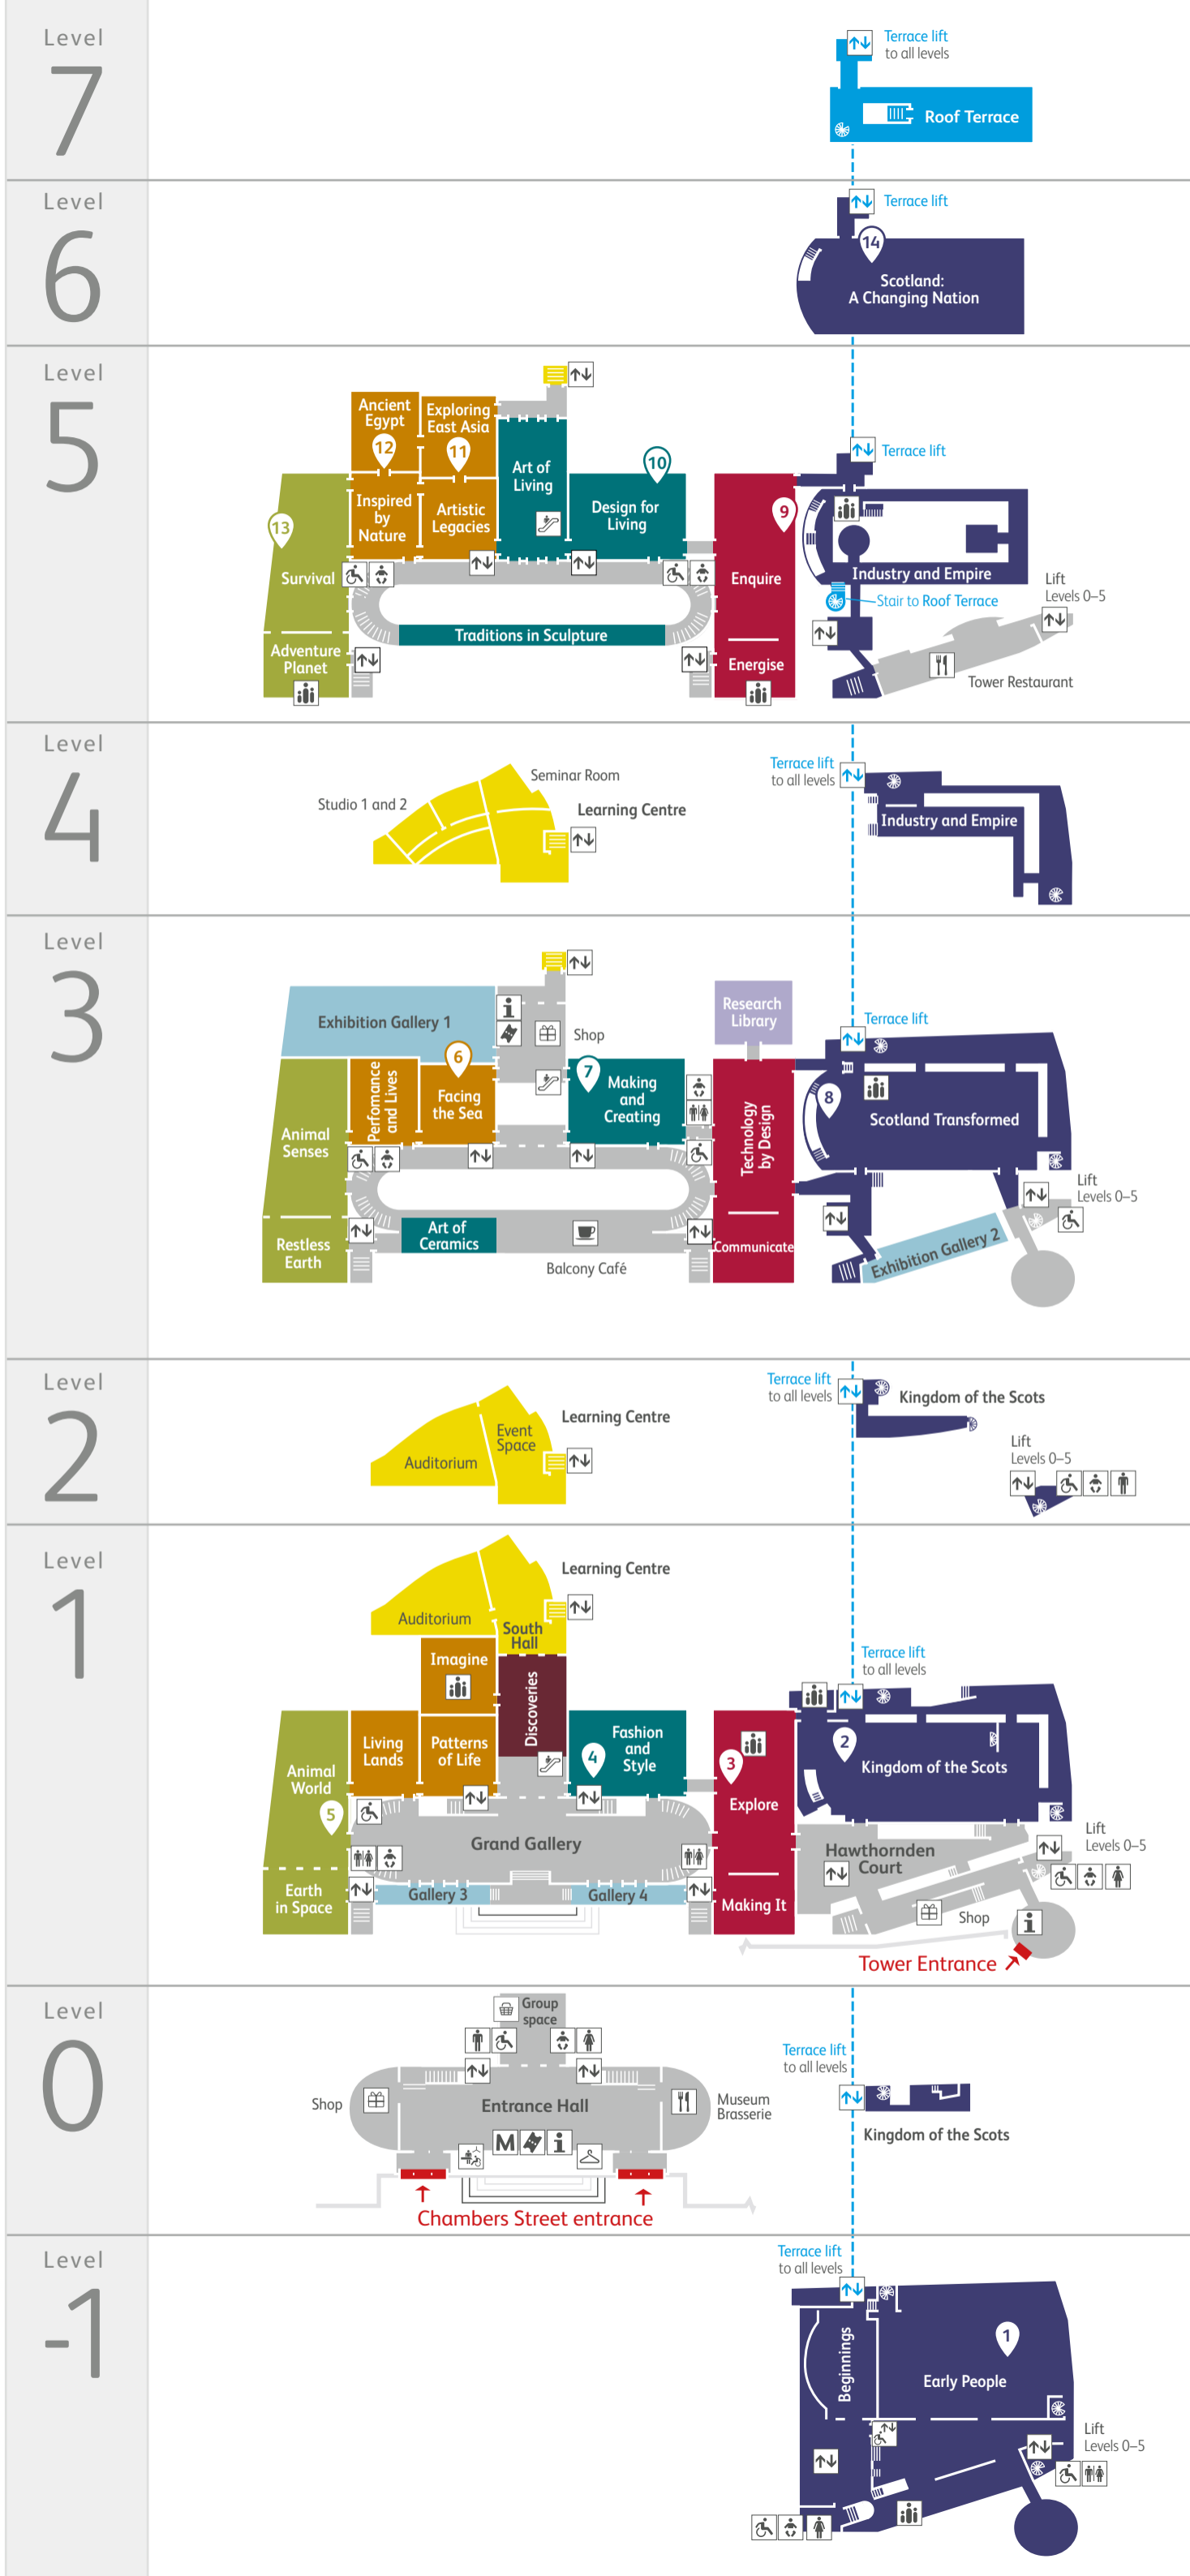 Level
7
Terrace lift
to all levels
Roof Terrace
Level
6
Terrace lift
14
Scotland:
A Changing Nation
Level
5
Ancient
Egypt
12
Exploring
East Asia
11
Art of
Living
10
Design for
Living
Inspired
by
Nature
Artistic
Legacies
13
Survival
Adventure
Planet
Traditions in Sculpture
9
Enquire
Energise
Terrace lift
Industry and Empire
Stair to Roof Terrace
Lift
Levels 0–5
Tower Restaurant
Level
4
Studio 1 and 2
Seminar Room
Learning Centre
Terrace lift
to all levels
Industry and Empire
Level
3
Exhibition Gallery 1
i
Shop
Research
Library
Terrace lift
6
Facing
the Sea
Perfomance
and Lives
7
Making
and
Creating
Animal
Senses
Restless
Earth
Art of
Ceramics
Balcony Café
Technology
by Design
Communicate
8
Scotland Transformed
Lift
Levels 0–5
Exhibition Gallery 2
Level
2
Auditorium
Event
Space
Learning Centre
Terrace lift
to all levels
Kingdom of the Scots
Lift
Levels 0–5
Level
1
Learning Centre
Auditorium
South
Hall
Imagine
Discoveries
Living
Lands
Patterns
of Life
4
Fashion
and
Style
Animal
World
5
Earth
in Space
Grand Gallery
Gallery 3
Gallery 4
3
Explore
Making It
Terrace lift
to all levels
2
Kingdom of the Scots
Hawthornden
Court
Lift
Levels 0–5
Shop
i
Tower Entrance
Level
0
Group
space
Shop
Entrance Hall
Museum
Brasserie
M
i
Chambers Street entrance
Terrace lift
to all levels
Kingdom of the Scots
Level
-1
Terrace lift
to all levels
Beginnings
1
Early People
Lift
Levels 0–5